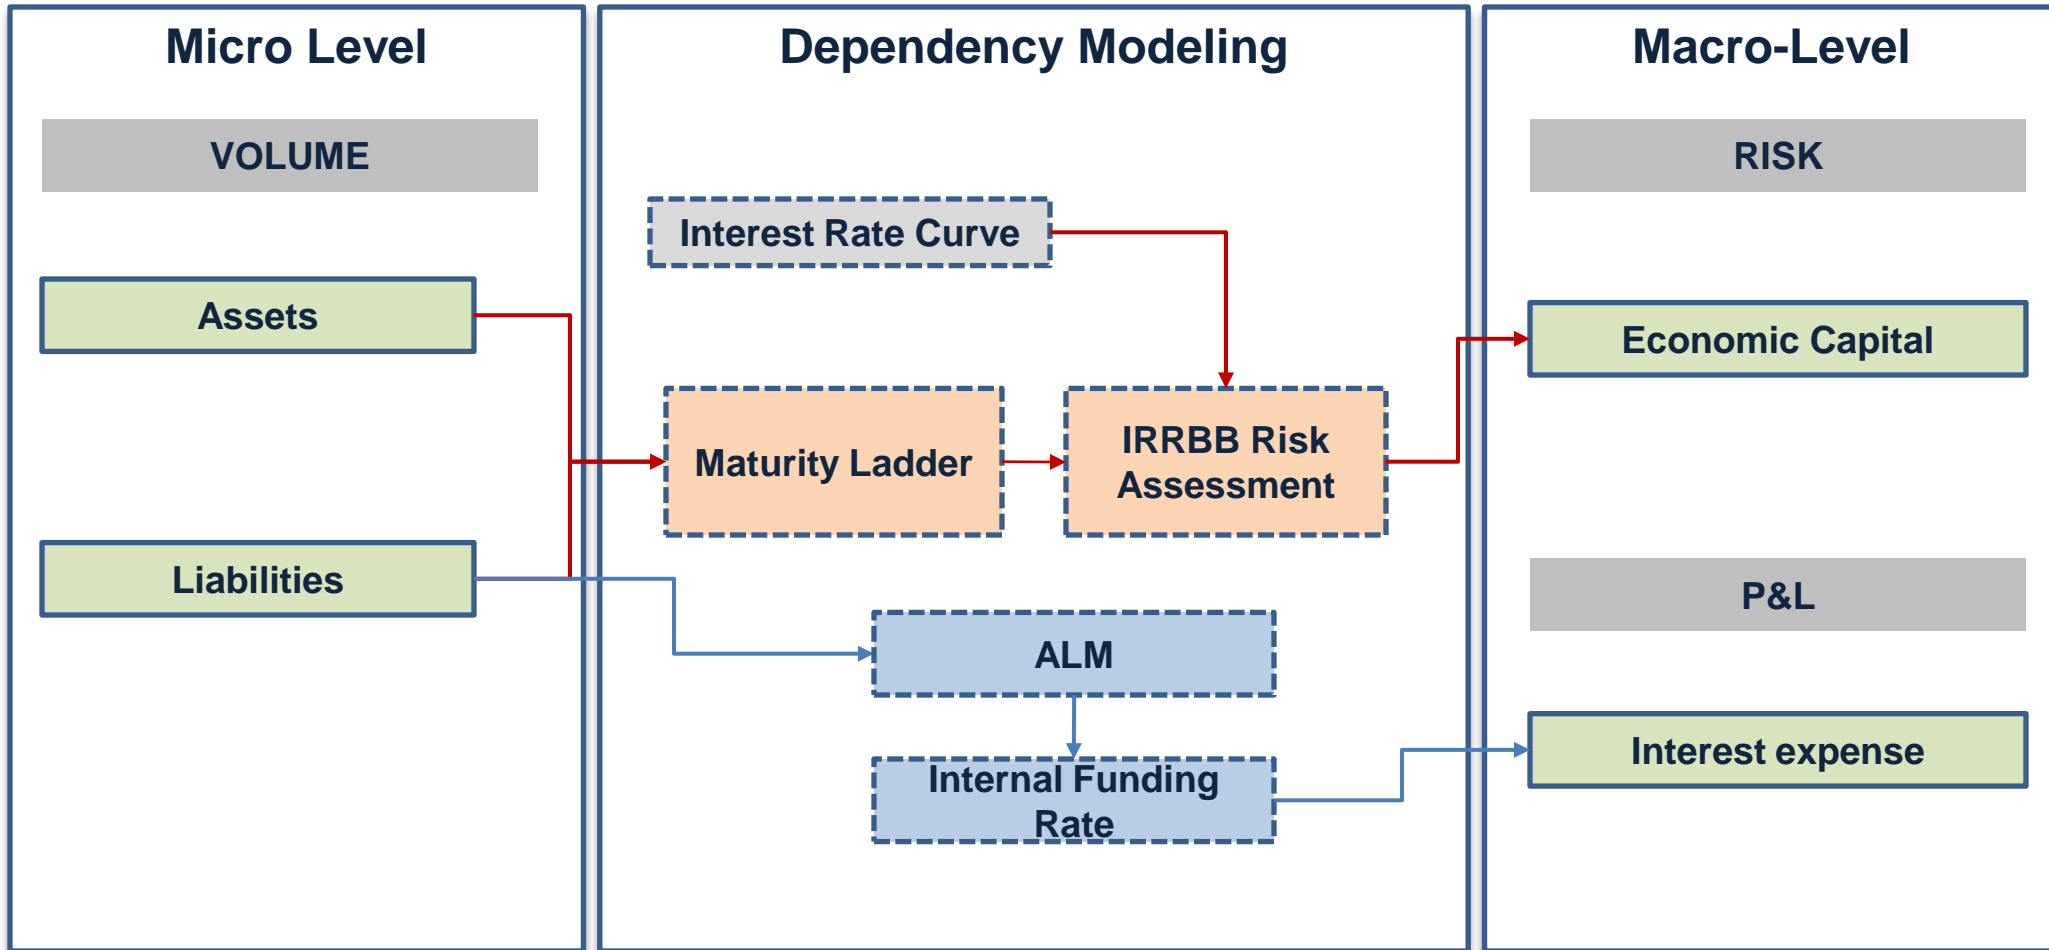 Micro Level
VOLUME
Assets
Liabilities
Dependency Modeling
Interest Rate Curve
Maturity Ladder
IRRBB Risk
Assessment
ALM
Internal Funding
Rate
Macro-Level
RISK
Economic Capital
P&L
Interest expense